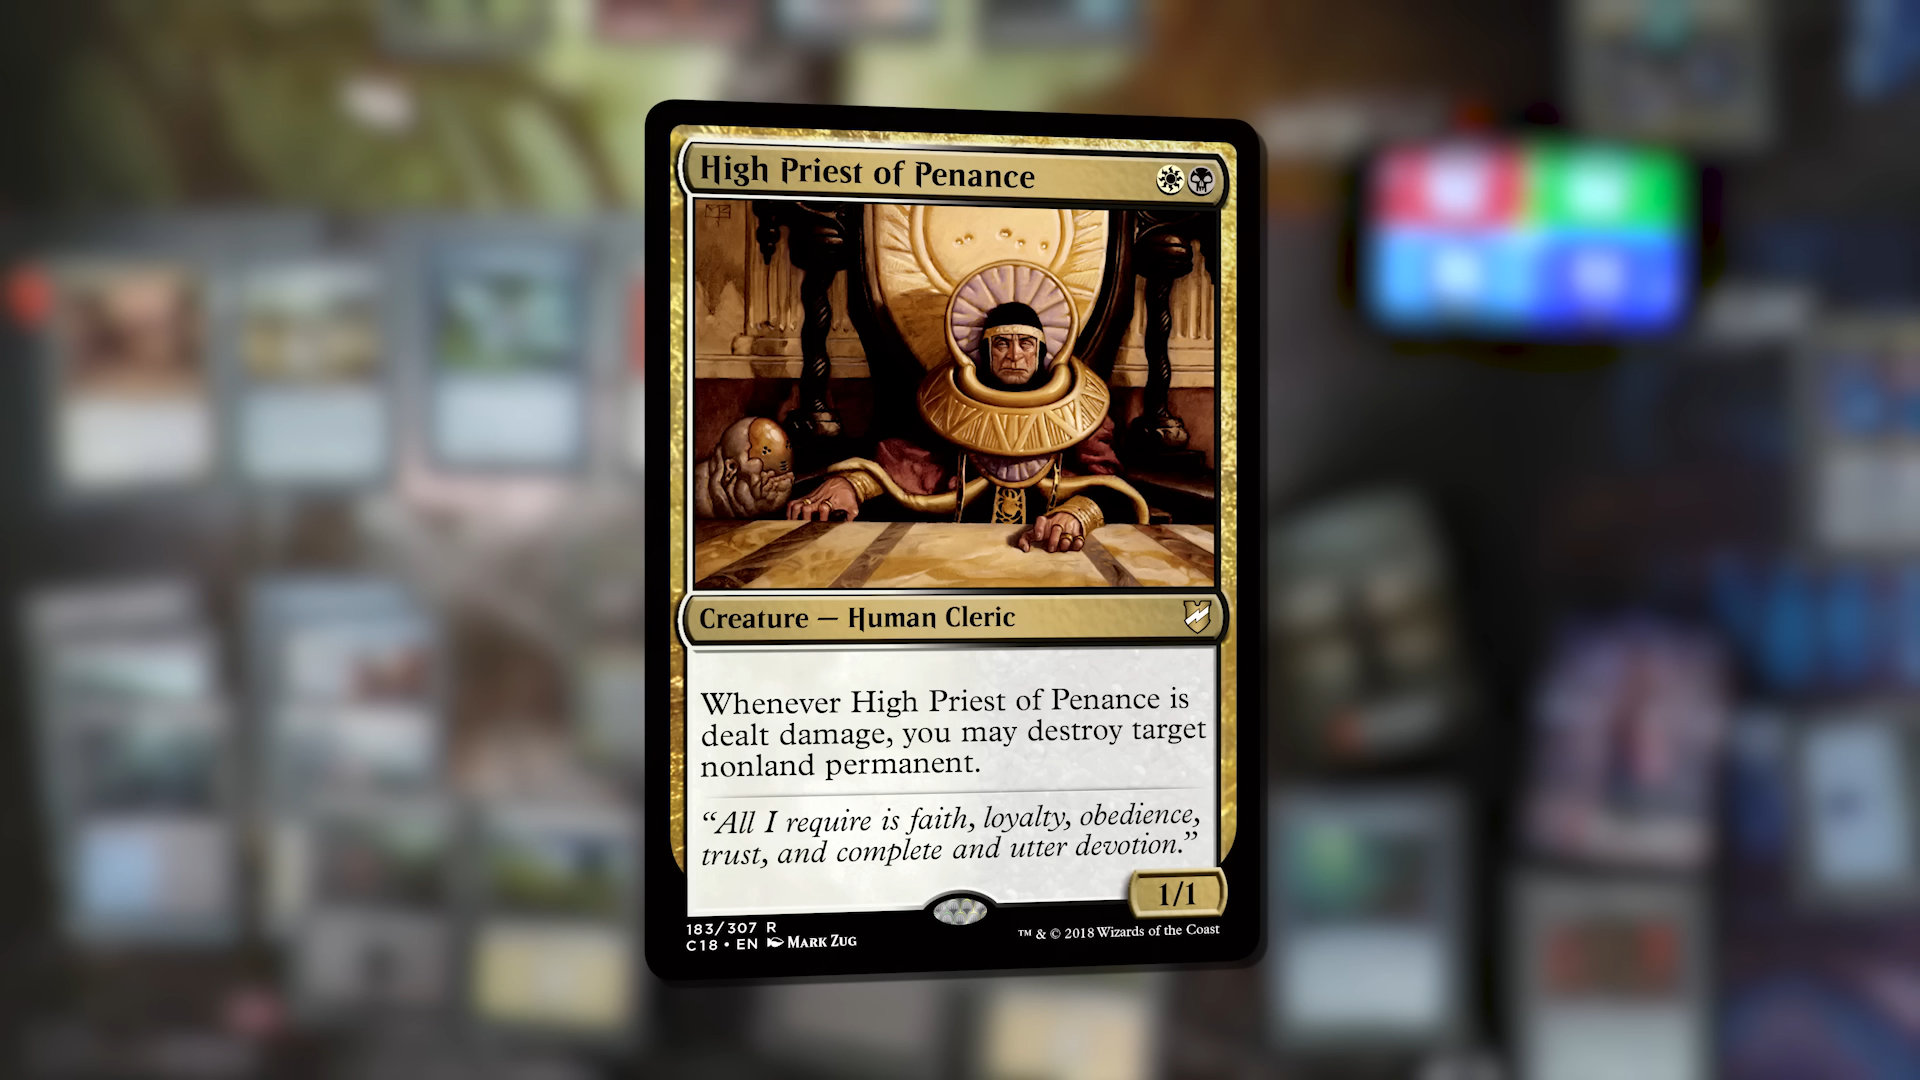 High Priest of Penance
Creature — Human Cleric
Whenever High Priest of Penance is
dealt damage, you may destroy target
nonland permanent.
“All I require is faith, loyalty, obedience,
trust, and complete and utter devotion.”
1/1
183/307 R
C18 • EN Mark Zug
™ & © 2018 Wizards of the Coast